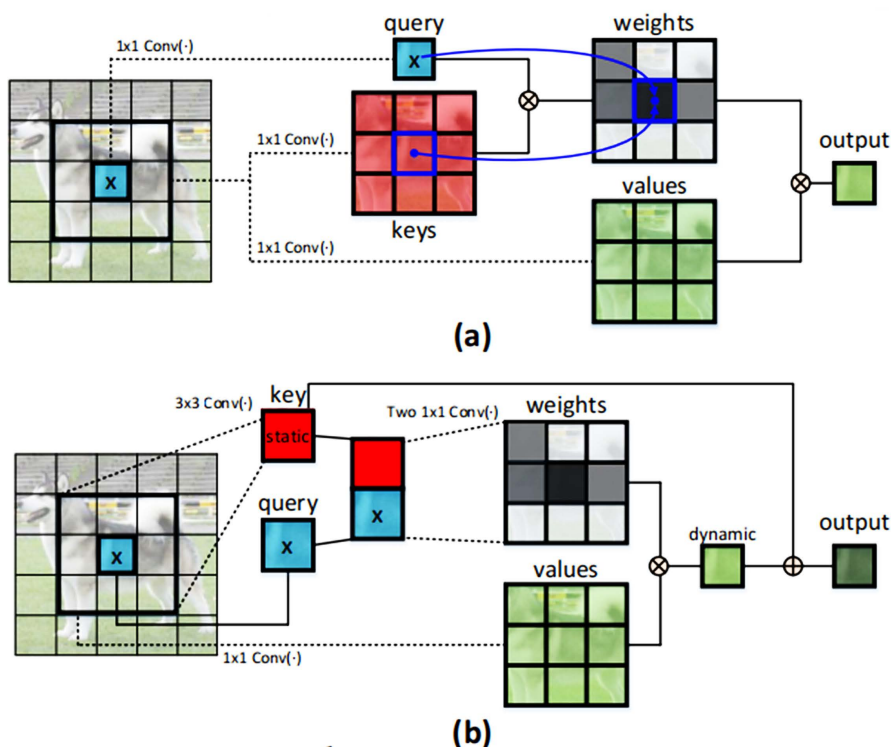 query
weights
1x1 Conv(·)
x
1x1 Conv(·)
output
x
values
keys
1x1 Conv(·)
(a)
key
3x3 Conv(·)
Two 1x1 Conv(·)
weights
static
query
x
x
dynamic
output
x
values
1x1 Conv(·)
(b)